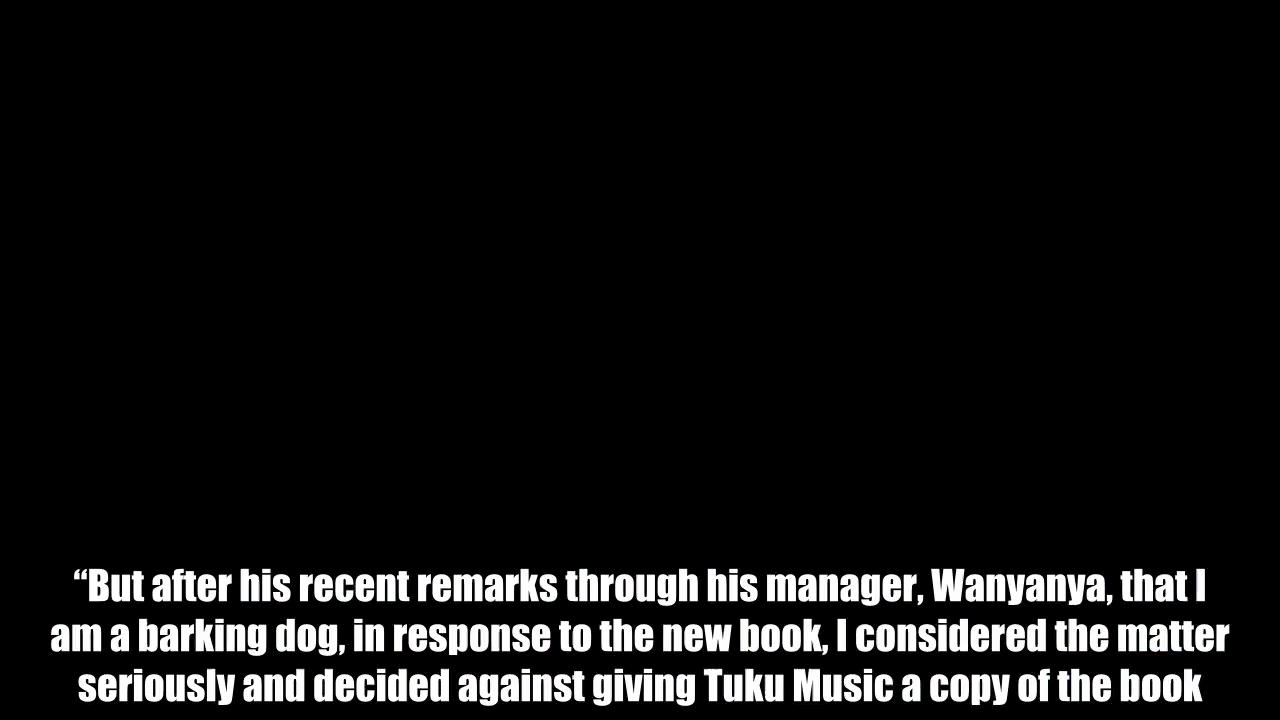 “But after his recent remarks through his manager, Wanyanya, that I
am a barking dog, in response to the new book, I considered the matter
seriously and decided against giving Tuku Music a copy of the book